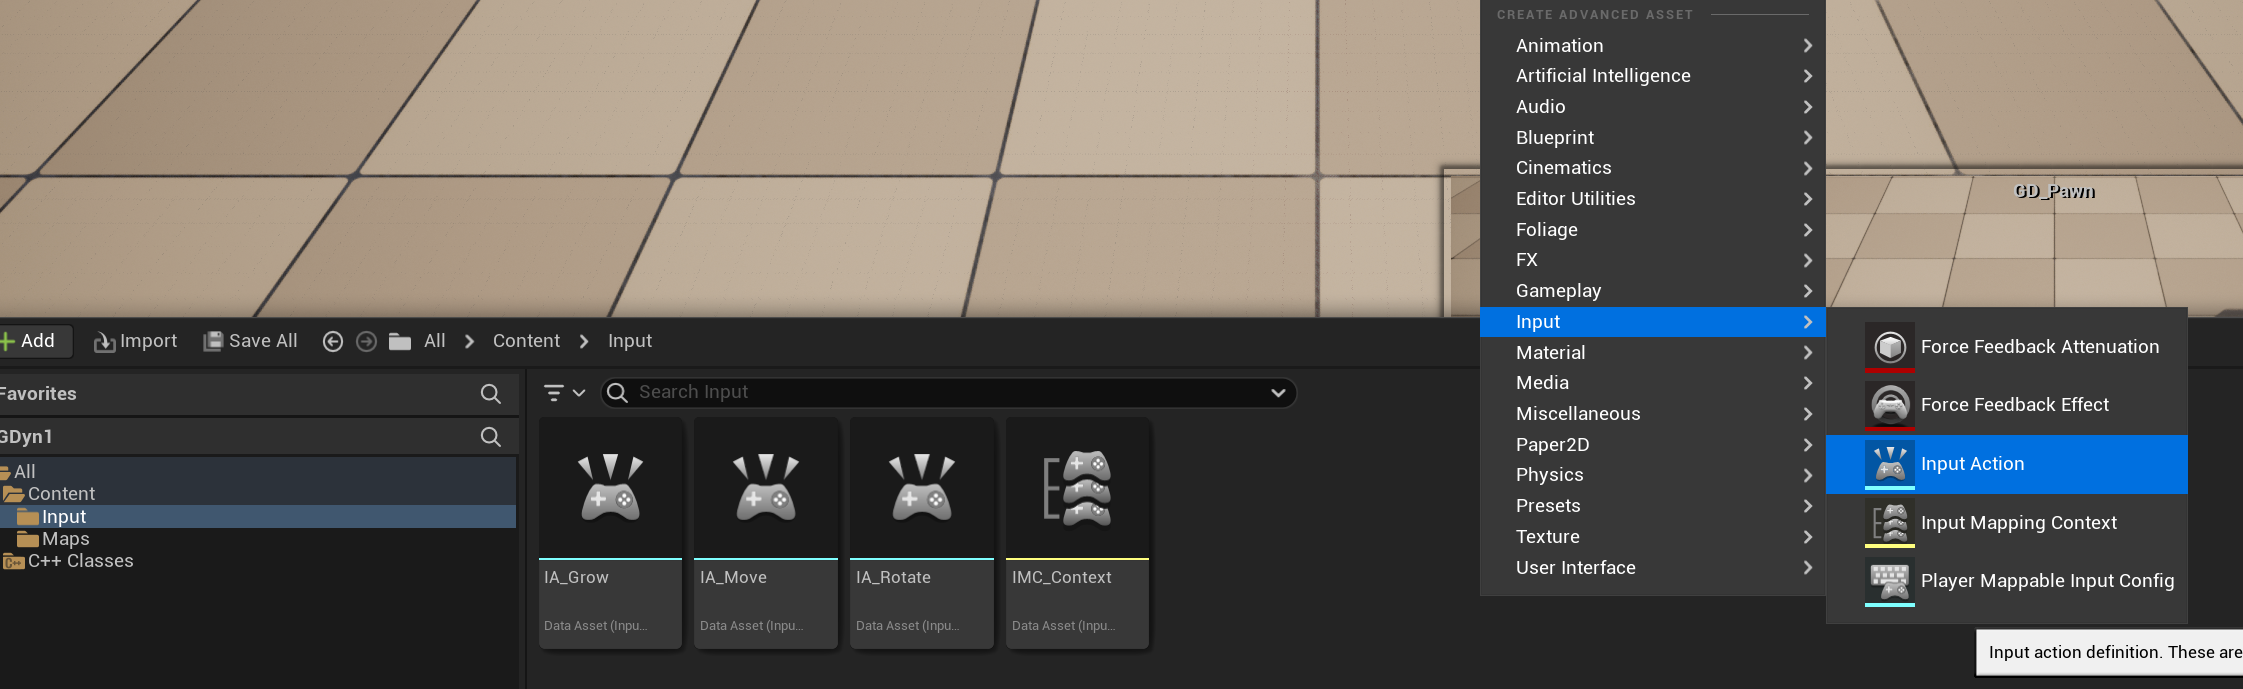 CREATE ADVANCED ASSET
Animation
Artificial Intelligence
Audio
Blueprint
Cinematics
Editor Utilities
Foliage
FX
Gameplay
Input
Material
Media
Miscellaneous
Paper2D
Physics
Presets
Texture
User Interface
GD_Pawn
Force Feedback Attenuation
Force Feedback Effect
Input Action
Input Mapping Context
Player Mappable Input Config
Input action definition. These are
Add Import Save All All Content Input
Favorites
GDyn1
All
Content
Input
Maps
C++ Classes
Search Input
IA_Grow IA_Move IA_Rotate IMC_Context
Data Asset (Inpu... Data Asset (Inpu... Data Asset (Inpu... Data Asset (Inpu...